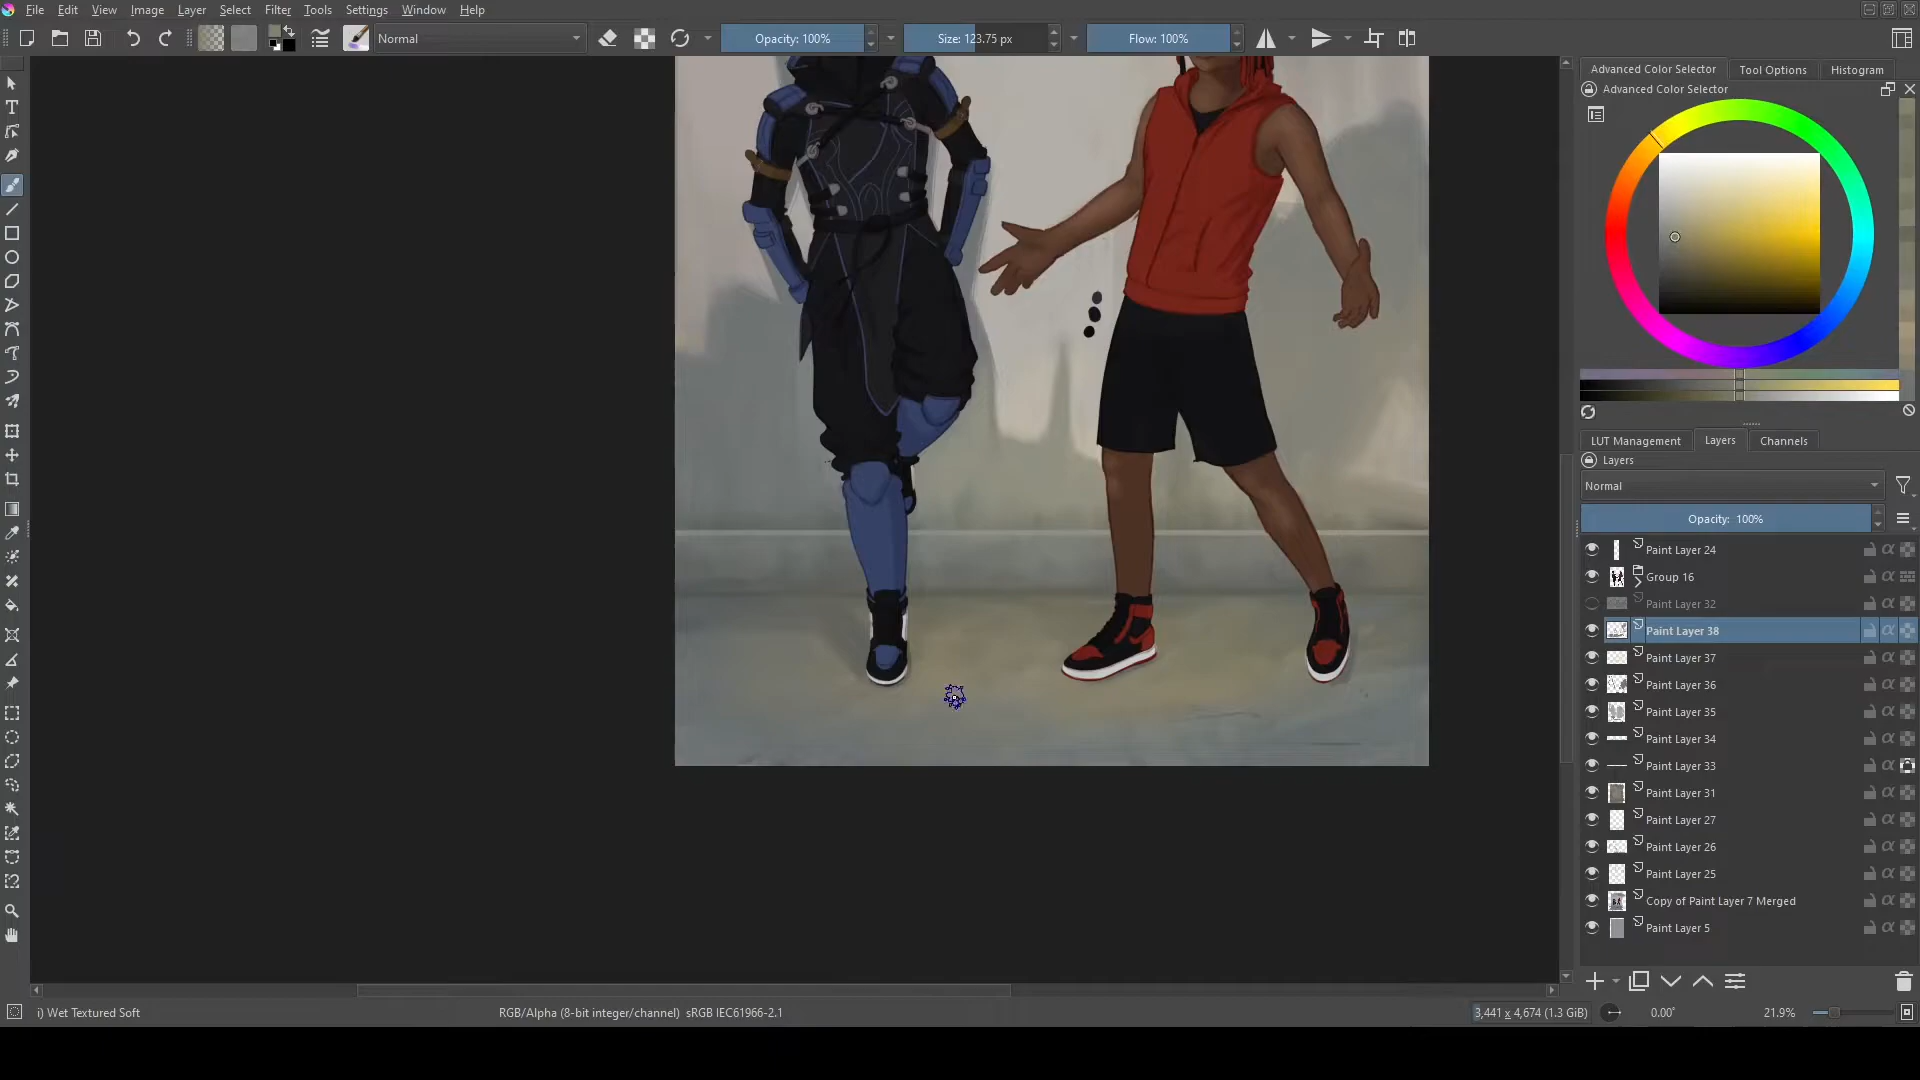 File Edit View Image Layer Select Filter Tools Settings Window Help
Normal
Opacity: 100%
Size: 123.75 px
Flow: 100%
Advanced Color Selector Tool Options Histogram
Advanced Color Selector
LUT Management Layers Channels
Layers
Normal
Opacity: 100%
Paint Layer 24
Group 16
Paint Layer 32
Paint Layer 38
Paint Layer 37
Paint Layer 36
Paint Layer 35
Paint Layer 34
Paint Layer 33
Paint Layer 31
Paint Layer 27
Paint Layer 26
Paint Layer 25
Copy of Paint Layer 7 Merged
Paint Layer 5
i) Wet Textured Soft
RGB/Alpha (8-bit integer/channel) sRGB IEC61966-2.1
3,441 x 4,674 (1.3 GiB)
0.00°
21.9%